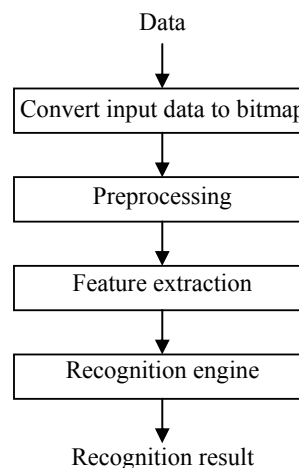 Data
Convert input data to bitmap
Preprocessing
Feature extraction
Recognition engine
Recognition result